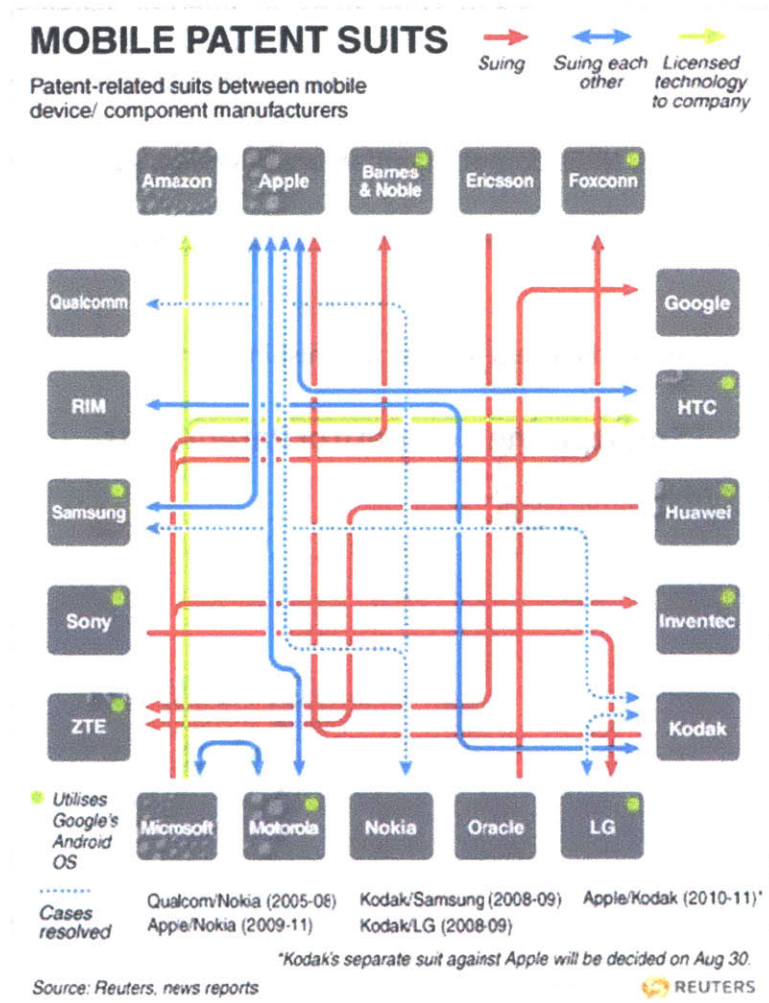 MOBILE PATENT SUITS
Patent-related suits between mobile
device/ component manufacturers
Suing
Suing each
other
Licensed
technology
to company
Amazon
Apple
Barnes
& Noble
Ericsson
Foxconn
Qualcomm
Google
RIM
HTC
Samsung
Huawei
Sony
Inventec
ZTE
Kodak
Microsoft
Motorola
Nokia
Oracle
LG
Utilises
Google's
Android
OS
Cases
resolved
Qualcom/Nokia (2005-08)
Apple/Nokia (2009-11)
Kodak/Samsung (2008-09)
Kodak/LG (2008-09)
Apple/Kodak (2010-11)*
*Kodak's separate suit against Apple will be decided on Aug 30.
Source: Reuters, news reports
REUTERS